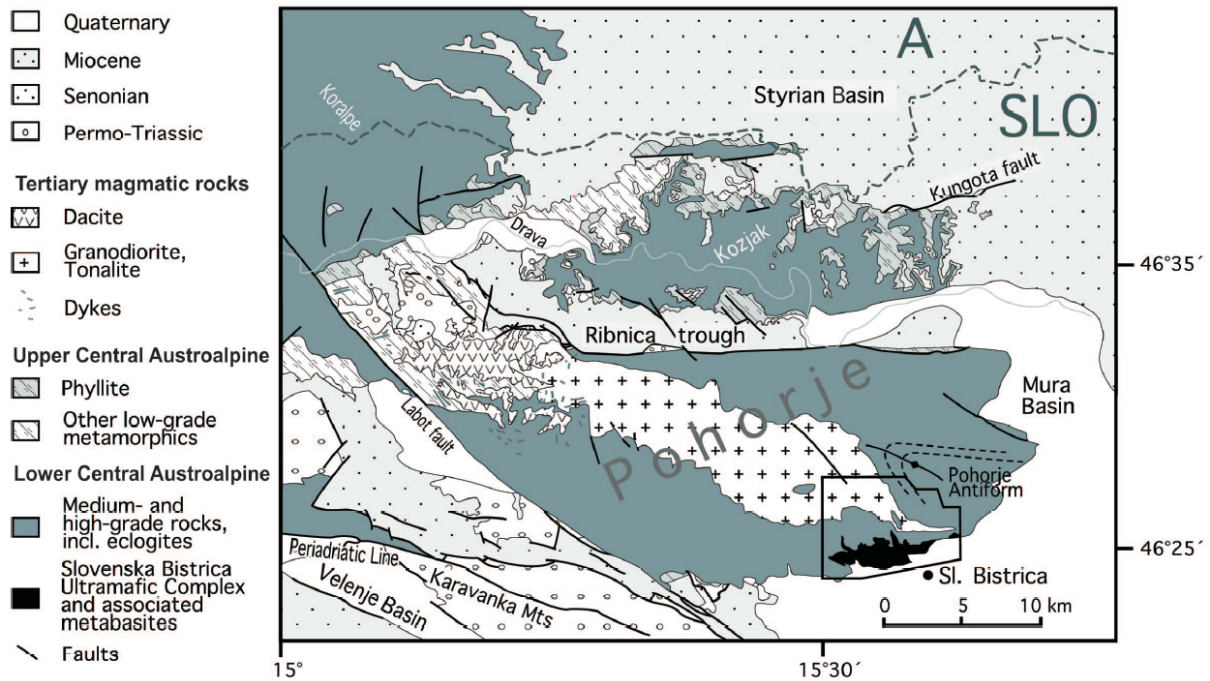 Quaternary
Miocene
Senonian
Permo-Triassic
Tertiary magmatic rocks
Dacite
Granodiorite,
Tonalite
Dykes
Upper Central Austroalpine
Phyllite
Other low-grade
metamorphics
Lower Central Austroalpine
Medium- and
high-grade rocks,
incl. eclogites
Slovenska Bistrica
Ultramafic Complex
and associated
metabasites
Faults
A
SLO
Koralpe
Styrian Basin
Kungota fault
Drava
Kozjak
46°35´
Ribnica trough
Mura
Basin
Pohorje
Labot fault
Pohorje
Antiform
46°25´
Periadriatic Line
Karavanka Mts
Velenje Basin
Sl. Bistrica
0 5 10 km
15°
15°30´